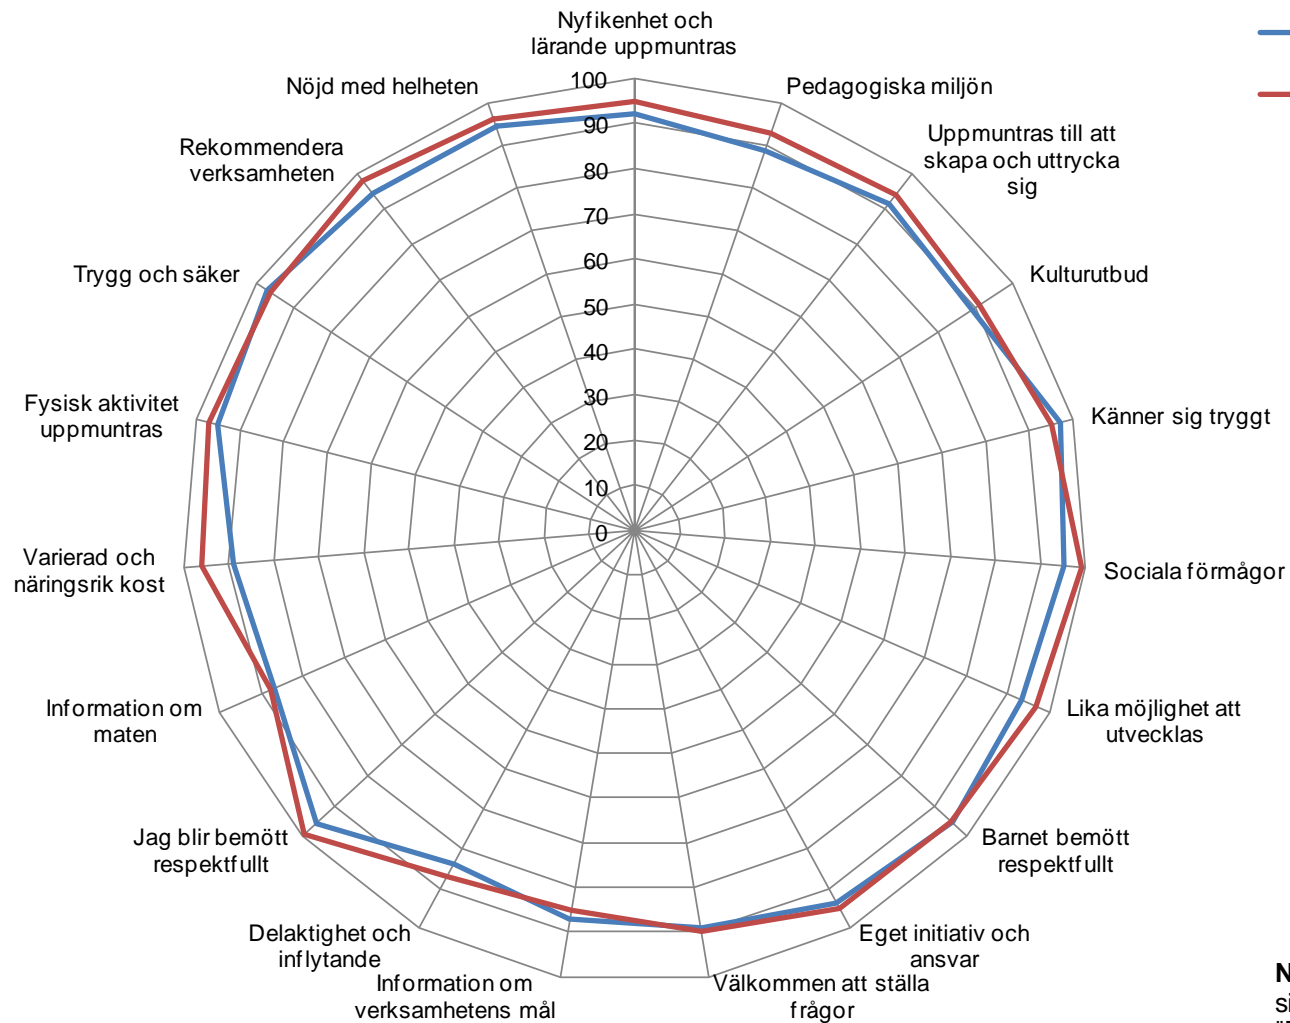 Nyfikenhet och
lärande uppmuntras
Pedagogiska miljön
Uppmuntras till att
skapa och uttrycka
sig
Kulturutbud
Känner sig tryggt
Sociala förmågor
Lika möjlighet att
utvecklas
Barnet bemött
respektfullt
Eget initiativ och
ansvar
Välkommen att ställa
frågor
Information om
verksamhetens mål
Delaktighet och
inflytande
Jag blir bemött
respektfullt
Information om
maten
Varierad och
näringsrik kost
Fysisk aktivitet
uppmuntras
Trygg och säker
Rekommendera
verksamheten
Nöjd med helheten
100
90
80
70
60
50
40
30
20
10
0
N
si